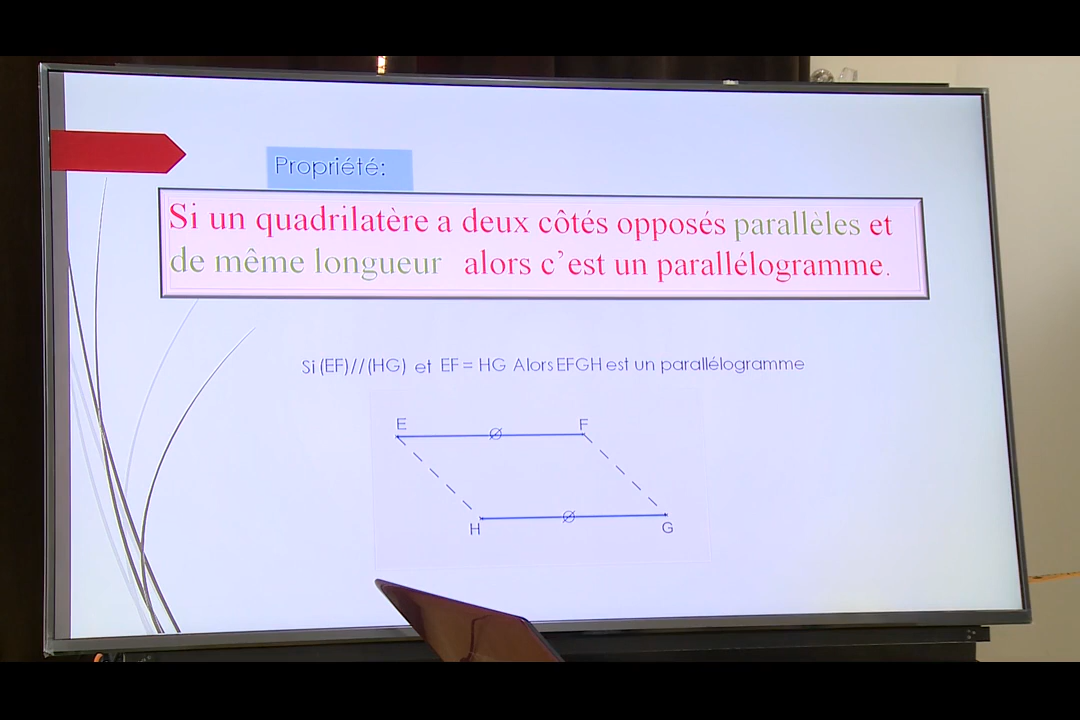 Propriété:
Si un quadrilatère a deux côtés opposés parallèles et
de même longueur alors c'est un parallélogramme.
Si (EF)//(HG) et EF = HG Alors EFGH est un parallélogramme
E F
H G